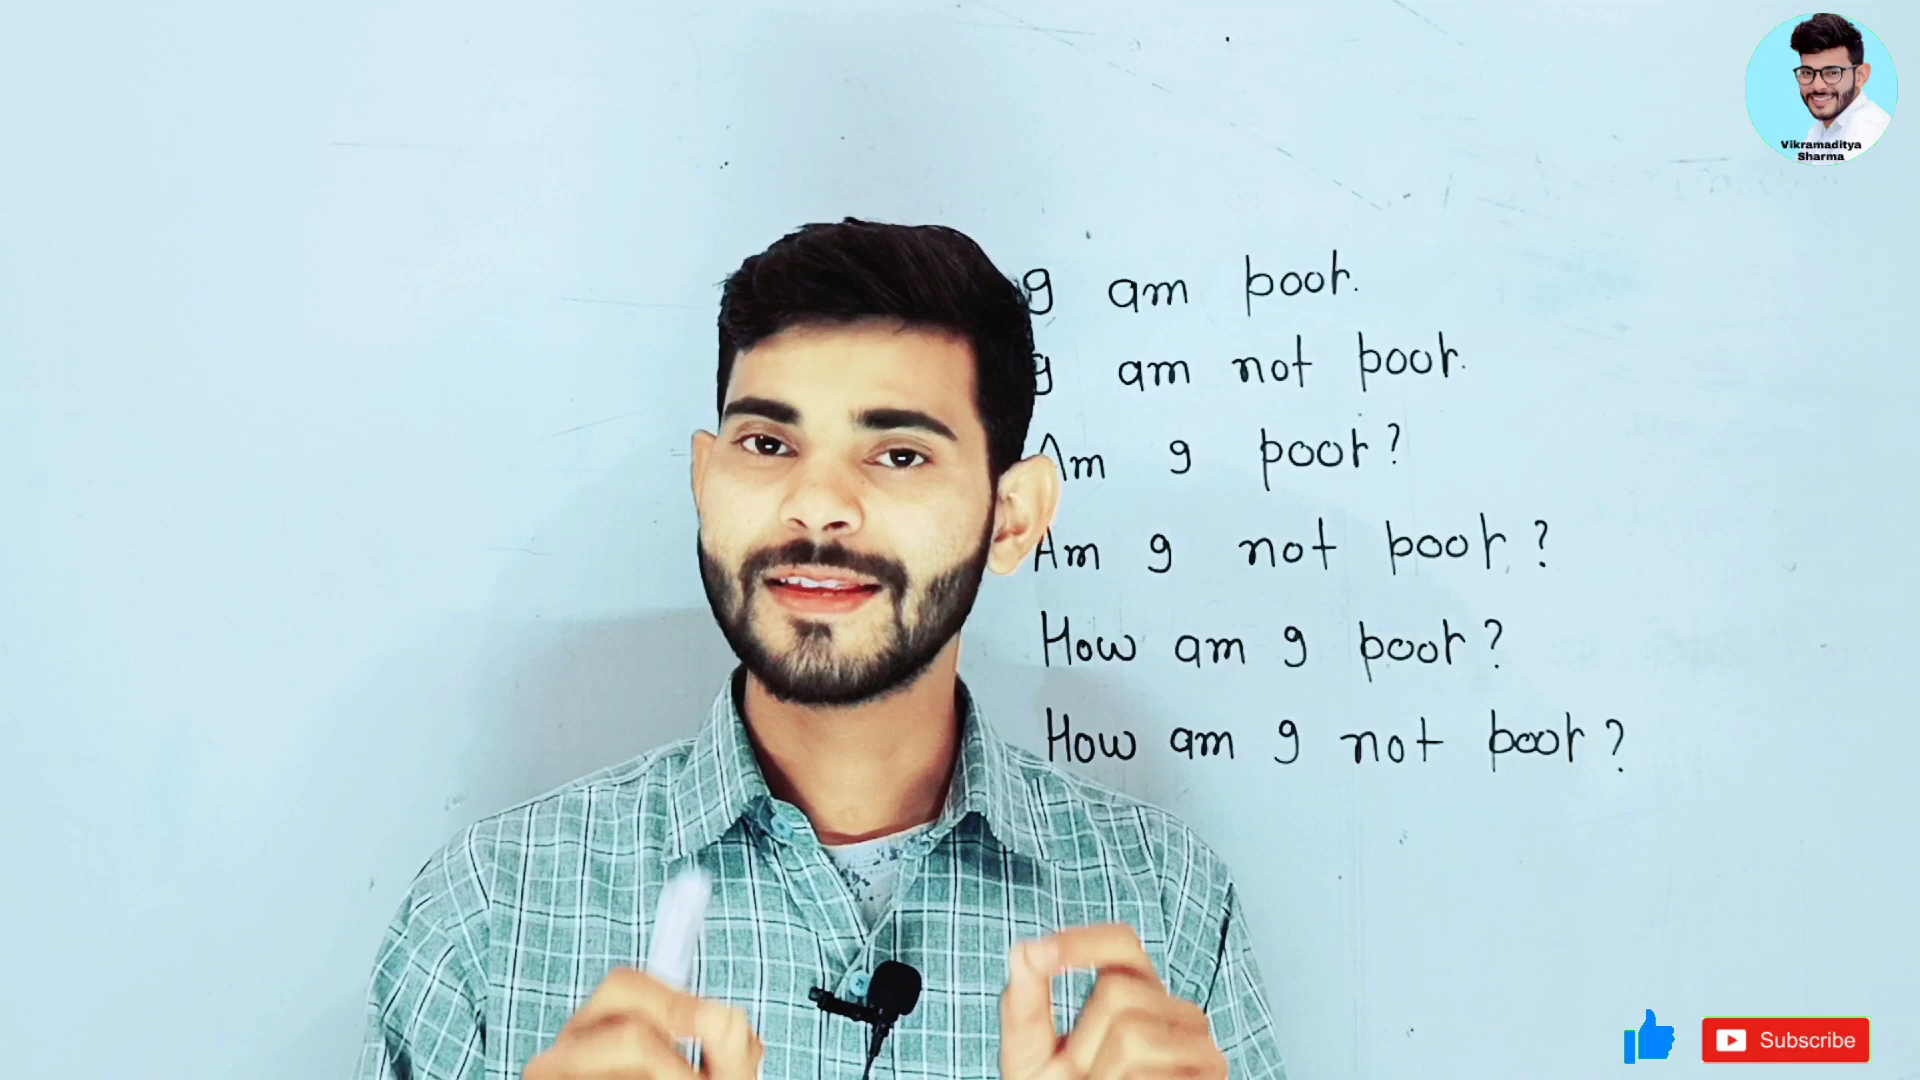 Vikramaditya
Sharma
I am poor.
I am not poor.
Am I poor?
Am I not poor?
How am I poor?
How am I not poor?
Subscribe